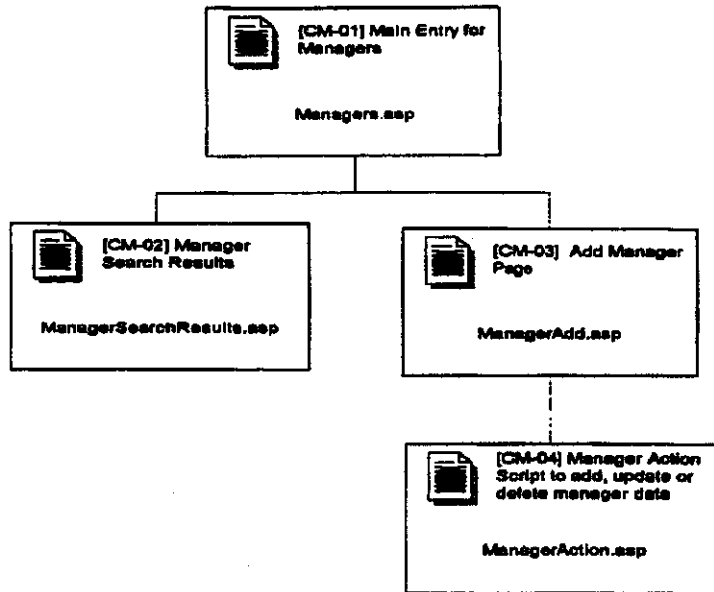 [CM-01] Main Entry for
Managers
Managers.asp
[CM-02] Manager
Search Results
ManagerSearchResults.asp
[CM-03] Add Manager
Page
ManagerAdd.asp
[CM-04] Manager Action
Script to add, update or
delete manager data
ManagerAction.asp